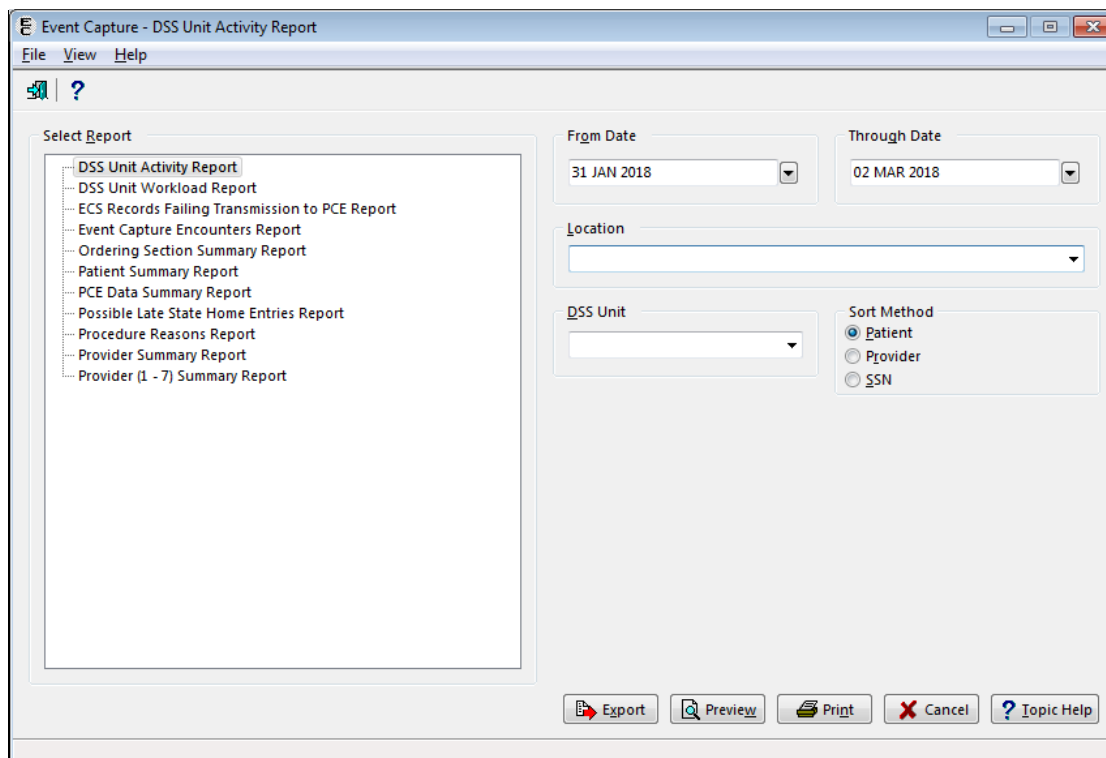 Event Capture - DSS Unit Activity Report
File View Help
?
Select Report
DSS Unit Activity Report
DSS Unit Workload Report
ECS Records Failing Transmission to PCE Report
Event Capture Encounters Report
Ordering Section Summary Report
Patient Summary Report
PCE Data Summary Report
Possible Late State Home Entries Report
Procedure Reasons Report
Provider Summary Report
Provider (1 - 7) Summary Report
From Date
31 JAN 2018
Through Date
02 MAR 2018
Location
DSS Unit
Sort Method
Patient
Provider
SSN
Export Preview Print Cancel ? Topic Help